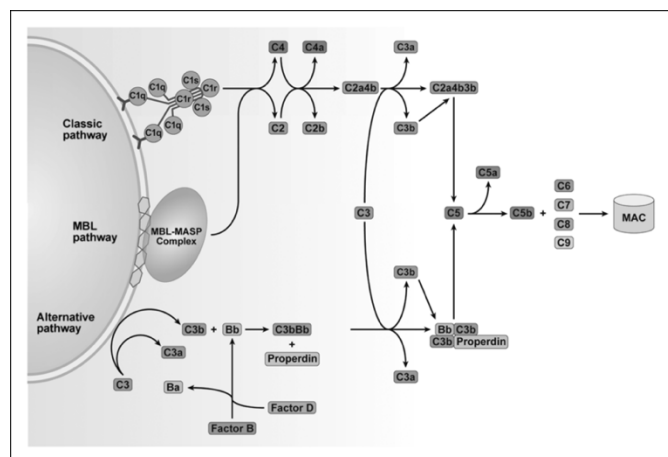 Classic
pathway
MBL
pathway
Alternative
pathway
C1q
C1q
C1q
C1q
C1s
C1r
C1r
C1s
MBL-MASP
Complex
C4
C4a
C2
C2b
C2a4b
C3a
C3b
C2a4b3b
C3
C5
C5a
C5b
+
C6
C7
C8
C9
MAC
C3b
+
Bb
C3bBb
+
Properdin
C3a
C3
Ba
Factor D
Factor B
C3b
Bb
C3b
C3b
Properdin
C3a